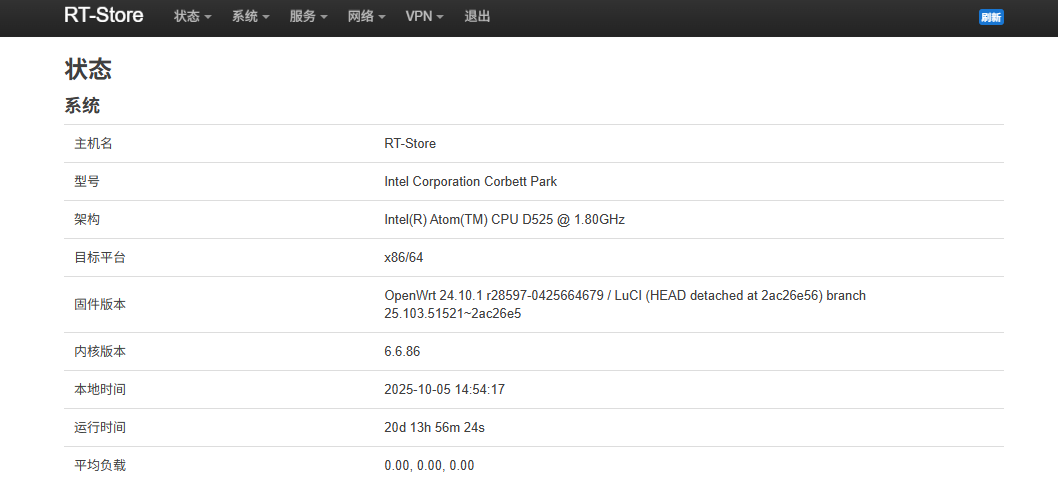 RT-Store 状态 系统 服务 网络 VPN 退出 刷新
状态
系统
主机名 RT-Store
型号 Intel Corporation Corbett Park
架构 Intel(R) Atom(TM) CPU D525 @ 1.80GHz
目标平台 x86/64
固件版本 OpenWrt 24.10.1 r28597-0425664679 / LuCI (HEAD detached at 2ac26e56) branch
25.103.51521~2ac26e5
内核版本 6.6.86
本地时间 2025-10-05 14:54:17
运行时间 20d 13h 56m 24s
平均负载 0.00, 0.00, 0.00